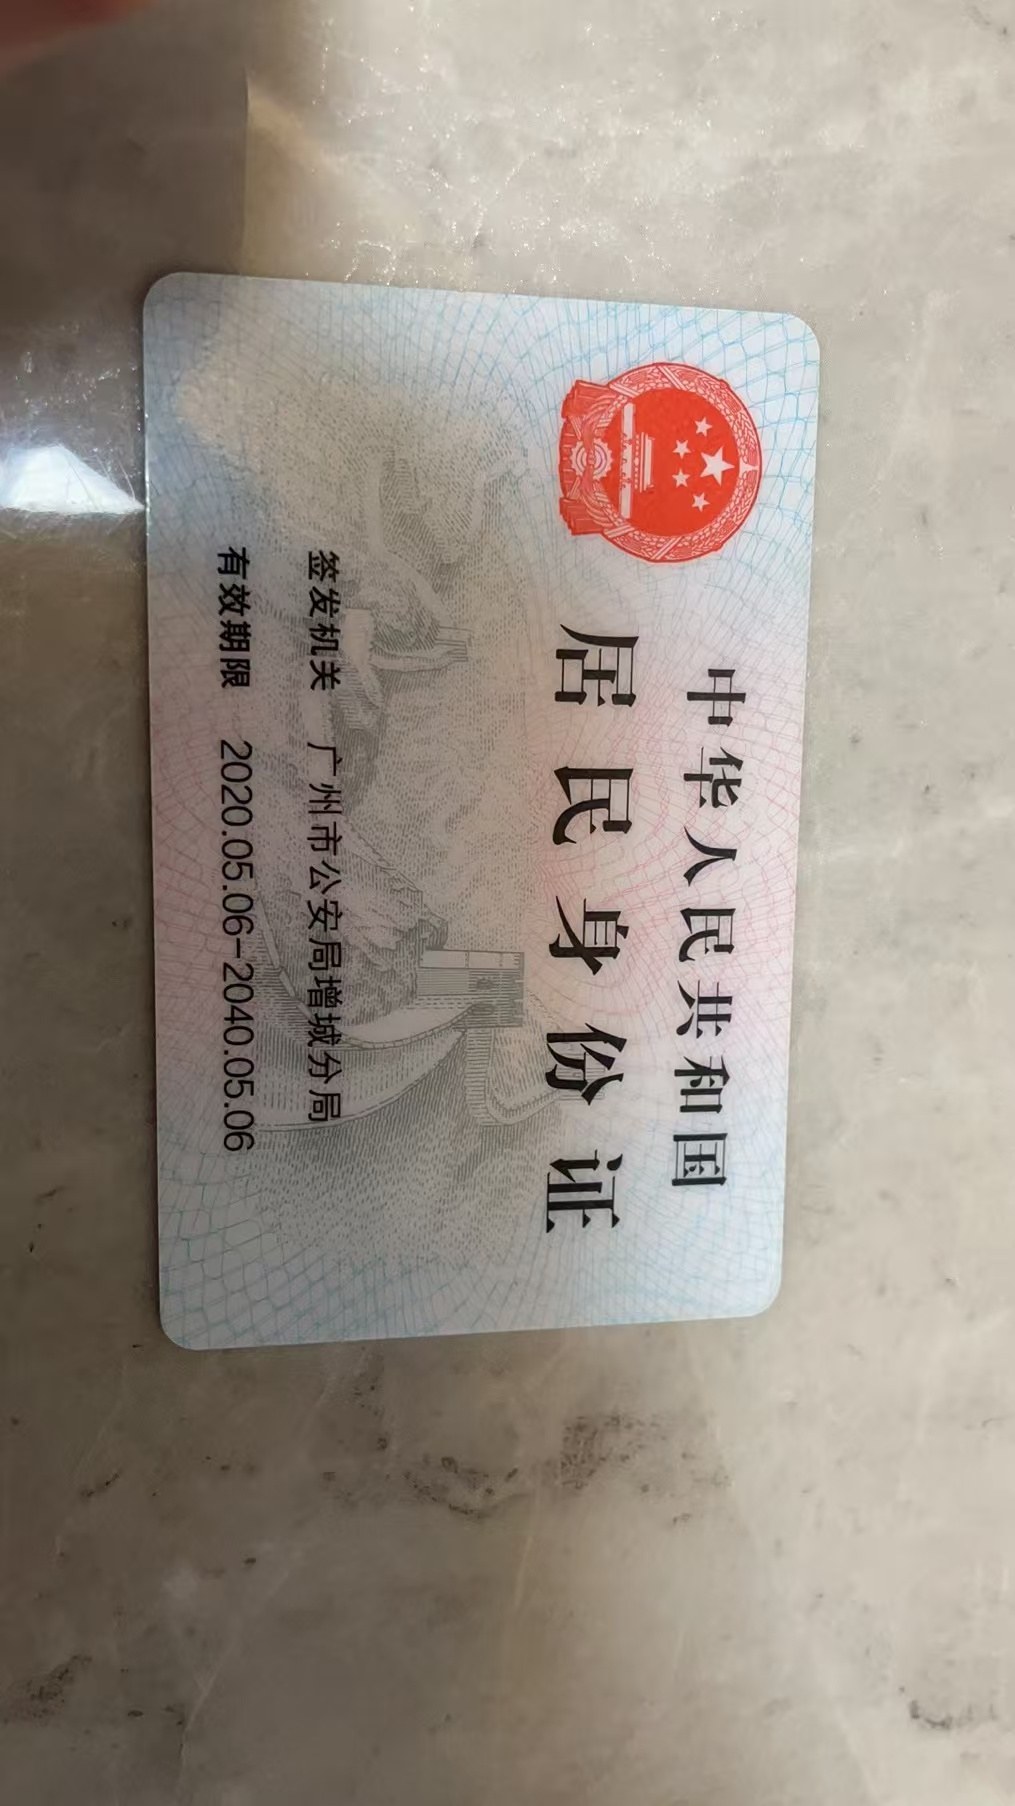 中华人民共和国
居民身份证
签发机关 广州市公安局增城分局
有效期限 2020.05.06-2040.05.06